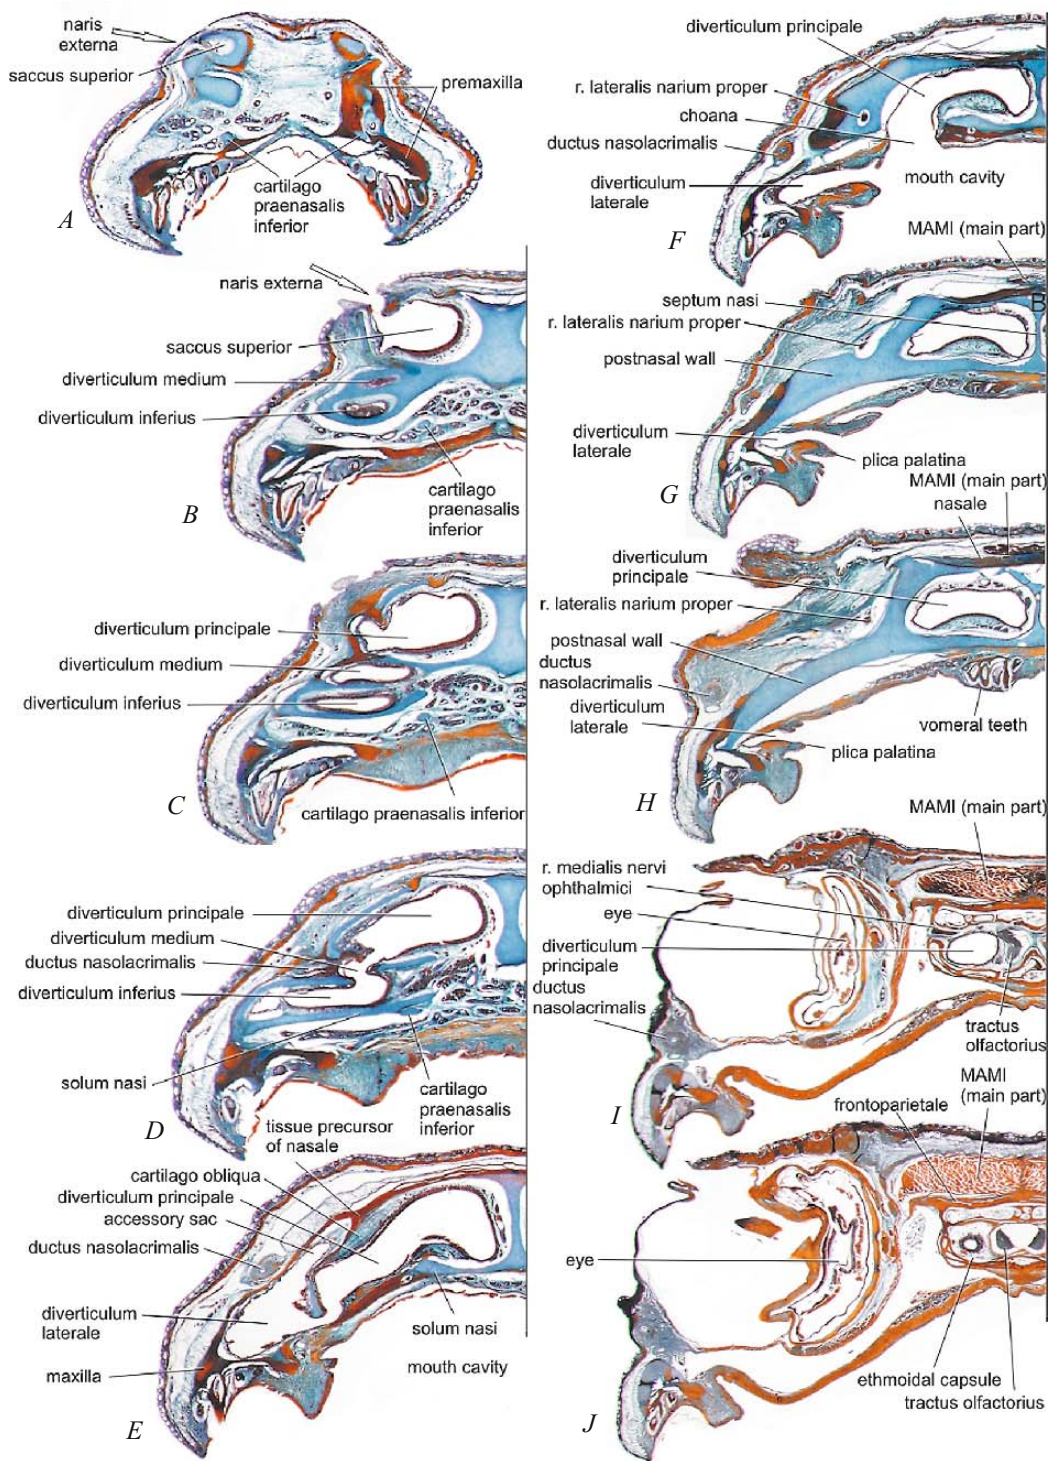 naris
externa
saccus superior
premaxilla
cartilago
praenasalis
inferior
A
naris externa
saccus superior
diverticulum medium
diverticulum inferius
cartilago
praenasalis
inferior
B
diverticulum principale
diverticulum medium
diverticulum inferius
C
cartilago praenasalis inferior
diverticulum principale
diverticulum medium
ductus nasolacrimalis
diverticulum inferius
solum nasi
cartilago
praenasalis
inferior
D
tissue precursor
of nasale
cartilago obliqua
diverticulum principale
accessory sac
ductus nasolacrimalis
diverticulum
laterale
solum nasi
maxilla
mouth cavity
E
diverticulum principale
r. lateralis narium proper
choana
ductus nasolacrimalis
diverticulum
laterale
mouth cavity
F
MAMI (main part)
septum nasi
B
r. lateralis narium proper
postnasal wall
diverticulum
laterale
plica palatina
G
MAMI (main part)
nasale
diverticulum
principale
r. lateralis narium proper
postnasal wall
ductus
nasolacrimalis
diverticulum
laterale
vomeral teeth
plica palatina
H
MAMI (main part)
r. medialis nervi
ophthalmici
eye
diverticulum
principale
ductus
nasolacrimalis
tractus
olfactorius
I
MAMI
(main part)
frontoparietale
eye
ethmoidal capsule
tractus olfactorius
J